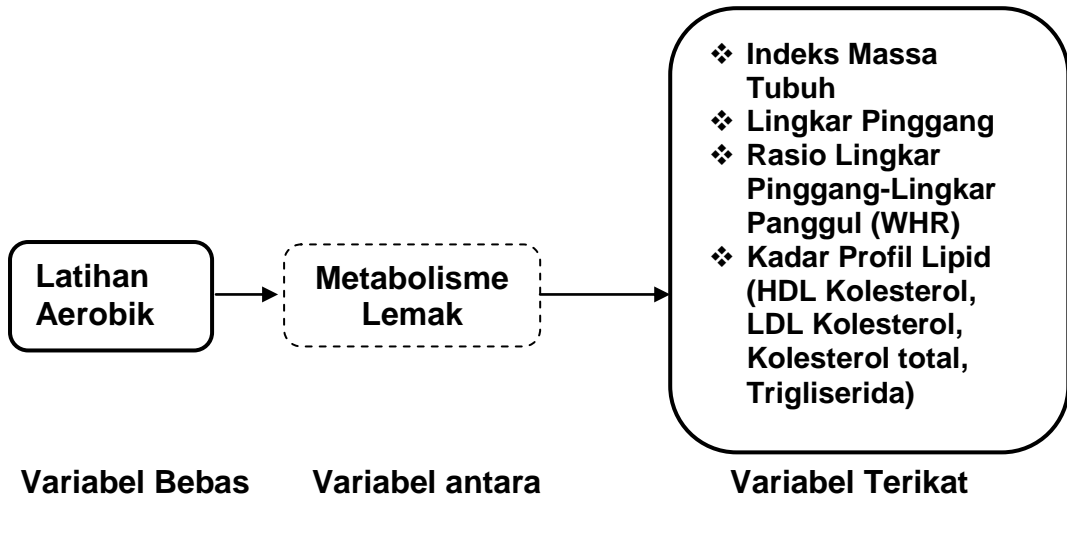 ❖ Indeks Massa
Tubuh
❖ Lingkar Pinggang
❖ Rasio Lingkar
Pinggang-Lingkar
Panggul (WHR)
❖ Kadar Profil Lipid
(HDL Kolesterol,
LDL Kolesterol,
Kolesterol total,
Trigliserida)
Latihan
Aerobik
Metabolisme
Lemak
Variabel Bebas
Variabel antara
Variabel Terikat